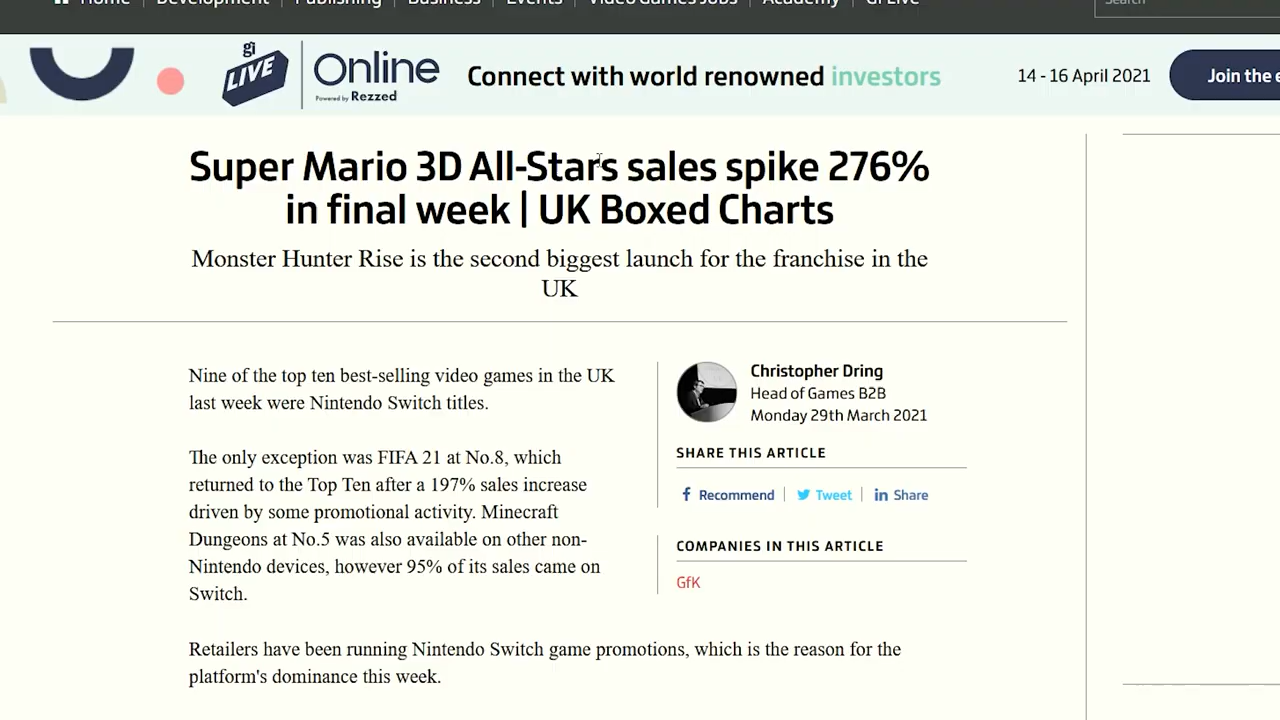 Home Development Publishing Business Events Video Games Jobs Academy GI Live Search
gi LIVE Online Powered by Rezzed Connect with world renowned investors 14 - 16 April 2021 Join the
Super Mario 3D All-Stars sales spike 276%
in final week | UK Boxed Charts
Monster Hunter Rise is the second biggest launch for the franchise in the
UK
Nine of the top ten best-selling video games in the UK
last week were Nintendo Switch titles.
The only exception was FIFA 21 at No.8, which
returned to the Top Ten after a 197% sales increase
driven by some promotional activity. Minecraft
Dungeons at No.5 was also available on other non-
Nintendo devices, however 95% of its sales came on
Switch.
Christopher Dring
Head of Games B2B
Monday 29th March 2021
SHARE THIS ARTICLE
Recommend Tweet Share
COMPANIES IN THIS ARTICLE
GfK
Retailers have been running Nintendo Switch game promotions, which is the reason for the
platform's dominance this week.